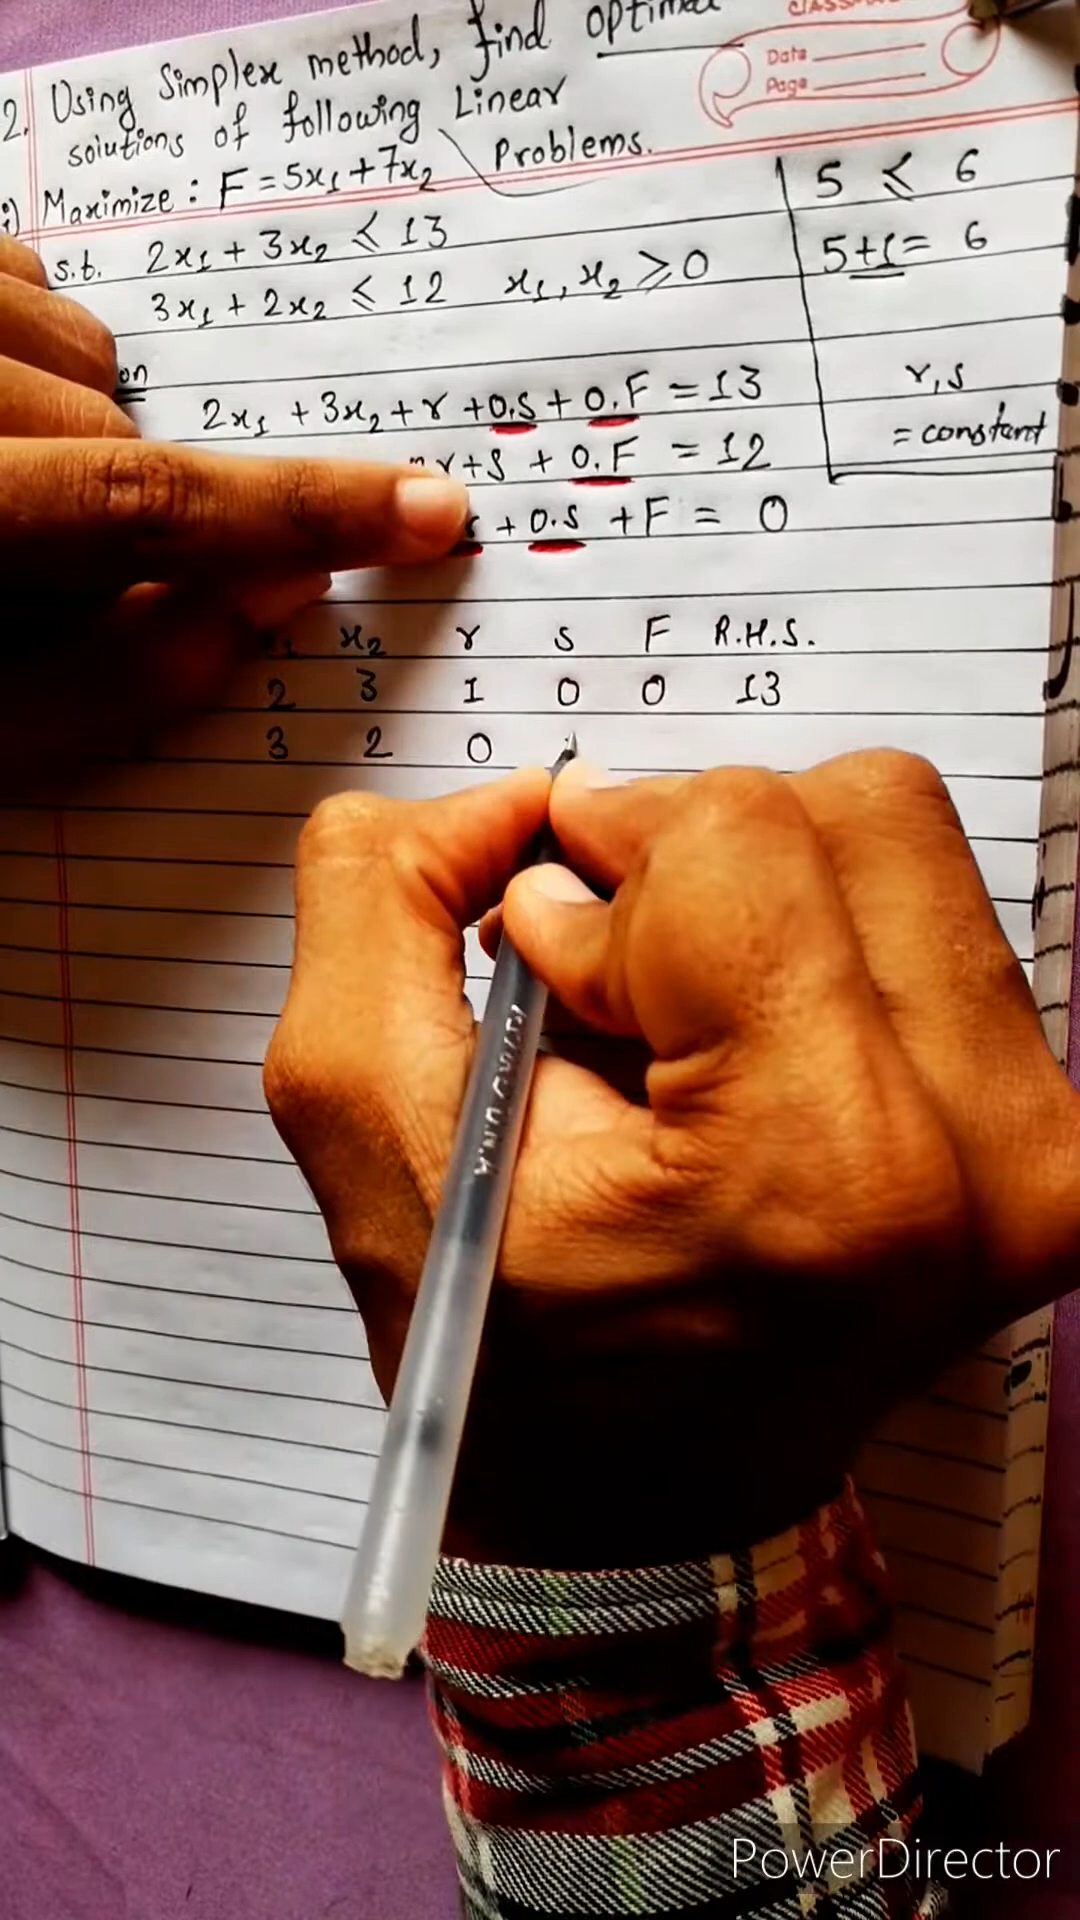 2. Using Simplex method, find optimal
soiutions of following Linear
Problems.
i) Maximize : F = 5x₁ + 7x₂
s.t. 2x₁ + 3x₂ ≤ 13
3x₁ + 2x₂ ≤ 12 x₁, x₂ ≥ 0
5 ≤ 6
5+1 = 6
r,s
= constant
on
2x₁ + 3x₂ + r + 0.s + 0.F = 13
r + s + 0.F = 12
+ 0.s + F = 0
x₂ r s F R.H.S.
2 3 1 0 0 13
3 2 0
Date
Page
PowerDirector